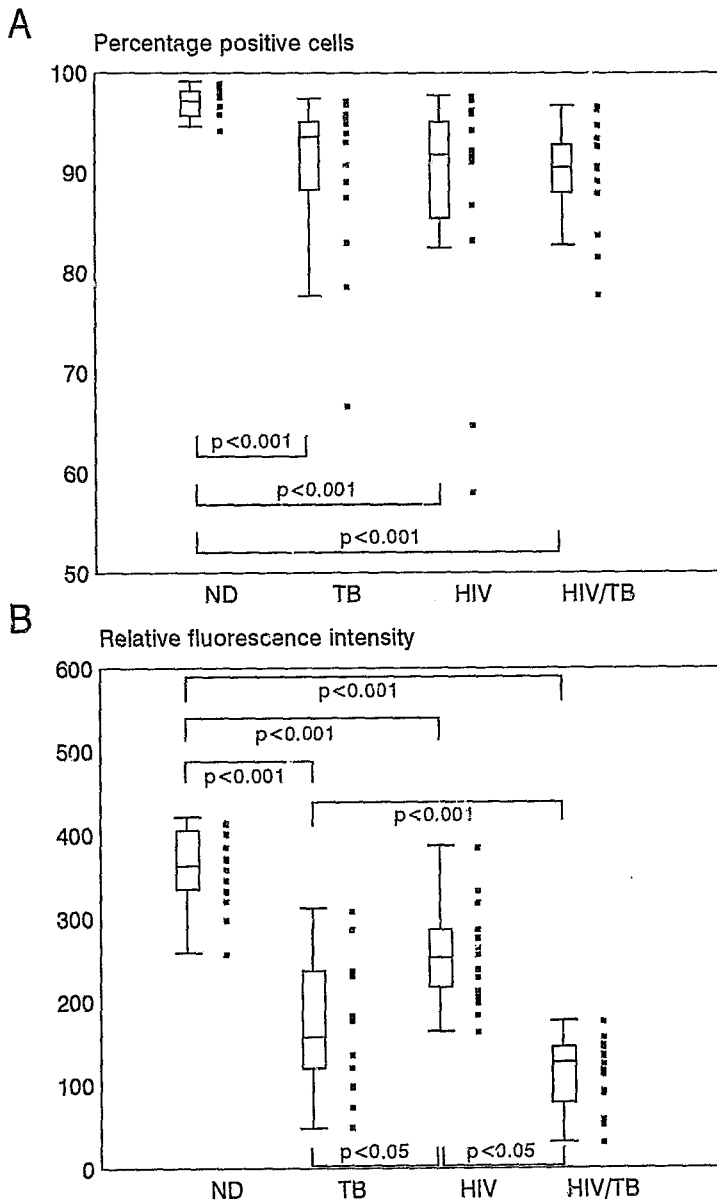 A
Percentage positive cells
100
90
80
70
60
50
p<0.001
p<0.001
p<0.001
ND TB HIV HIV/TB
B
Relative fluorescence intensity
600
500
400
300
200
100
0
p<0.001
p<0.001
p<0.001
p<0.001
p<0.05 p<0.05
ND TB HIV HIV/TB